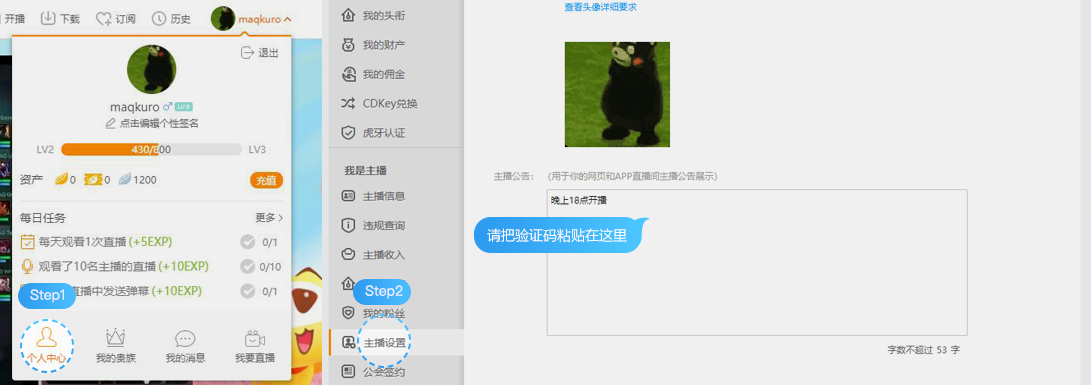 开播 下载 订阅 历史 maqkuro
退出
maqkuro
点击编辑个性签名
LV2 430/800 LV3
资产 0 0 1200 充值
每日任务 更多
每天观看1次直播 (+5EXP) 0/1
观看了10名主播的直播 (+10EXP) 0/10
直播中发送弹幕 (+10EXP) 0/1
Step1
个人中心 我的贵族 我的消息 我要直播
我的头衔
我的财产
我的佣金
CDKey兑换
虎牙认证
我是主播
主播信息
违规查询
主播收入
Step2
我的粉丝
主播设置
公会签约
查看头像详细要求
主播公告: (用于你的网页和APP直播间主播公告展示)
晚上18点开播
请把验证码粘贴在这里
字数不超过 53 字